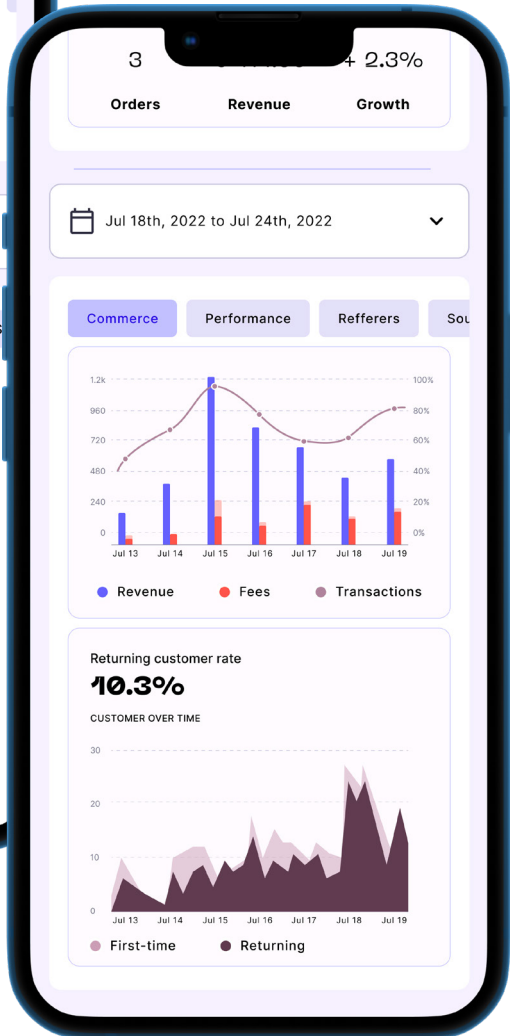 3 + 2.3%
Orders Revenue Growth
Jul 18th, 2022 to Jul 24th, 2022
Commerce Performance Refferers Sou
1.2k 100%
960 80%
720 60%
480 40%
240 20%
0 0%
Jul 13 Jul 14 Jul 15 Jul 16 Jul 17 Jul 18 Jul 19
Revenue Fees Transactions
Returning customer rate
10.3%
CUSTOMER OVER TIME
30
20
10
0
Jul 13 Jul 14 Jul 15 Jul 16 Jul 17 Jul 18 Jul 19
First-time Returning